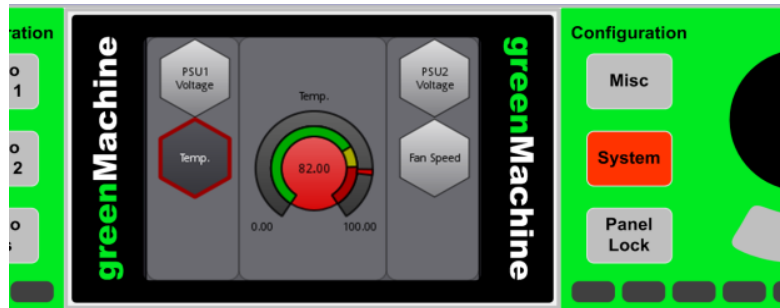 ration
o
1
o
2
o
s
greenMachine
PSU1
Voltage
Temp.
Temp.
82.00
0.00
100.00
PSU2
Voltage
Fan Speed
greenMachine
Configuration
Misc
System
Panel
Lock